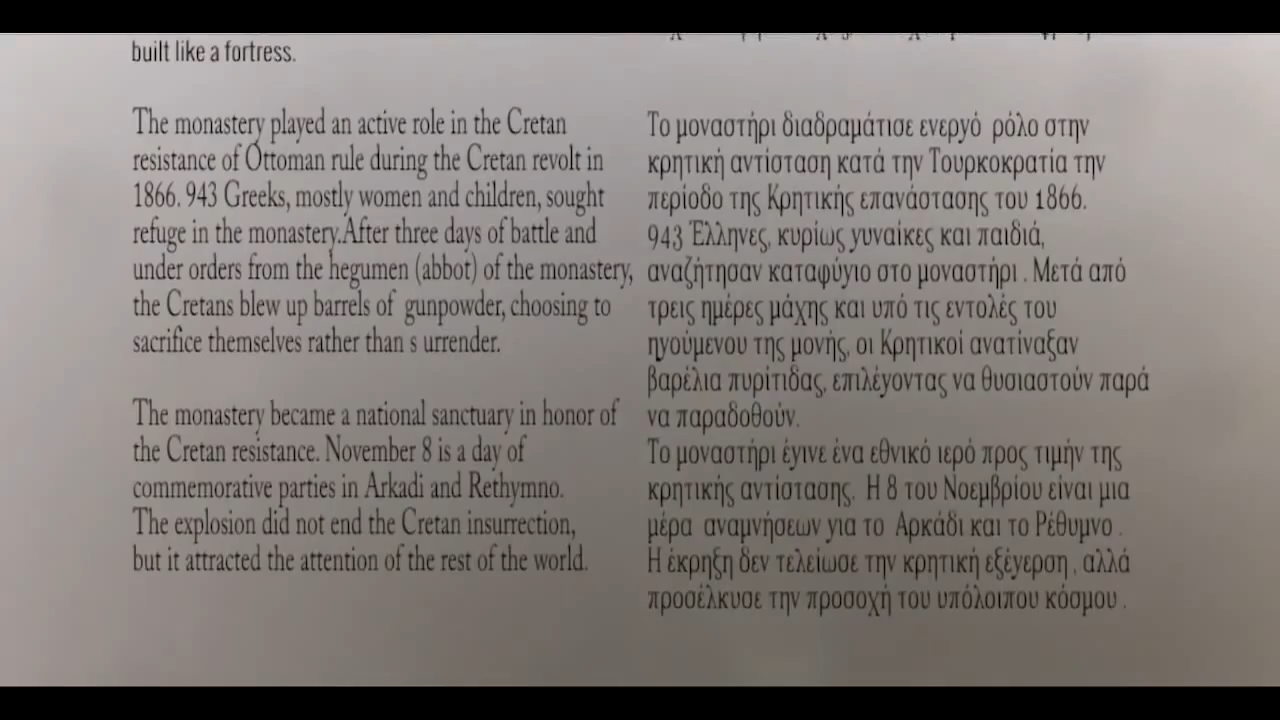 built like a fortress.
The monastery played an active role in the Cretan
resistance of Ottoman rule during the Cretan revolt in
1866. 943 Greeks, mostly women and children, sought
refuge in the monastery.After three days of battle and
under orders from the hegumen (abbot) of the monastery,
the Cretans blew up barrels of  gunpowder, choosing to
sacrifice themselves rather than s urrender.
The monastery became a national sanctuary in honor of
the Cretan resistance. November 8 is a day of
commemorative parties in Arkadi and Rethymno.
The explosion did not end the Cretan insurrection,
but it attracted the attention of the rest of the world.
Το μοναστήρι διαδραμάτισε ενεργό  ρόλο στην
κρητική αντίσταση κατά την Τουρκοκρατία την
περίοδο της Κρητικής επανάστασης του 1866.
943 Έλληνες, κυρίως γυναίκες και παιδιά,
αναζήτησαν καταφύγιο στο μοναστήρι . Μετά από
τρεις ημέρες μάχης και υπό τις εντολές του
ηγούμενου της μονής, οι Κρητικοί ανατίναξαν
βαρέλια πυρίτιδας, επιλέγοντας να θυσιαστούν παρά
να παραδοθούν.
Το μοναστήρι έγινε ένα εθνικό ιερό προς τιμήν της
κρητικής αντίστασης.  Η 8 του Νοεμβρίου είναι μια
μέρα  αναμνήσεων για το  Αρκάδι και το Ρέθυμνο .
Η έκρηξη δεν τελείωσε την κρητική εξέγερση , αλλά
προσέλκυσε την προσοχή του υπόλοιπου κόσμου .